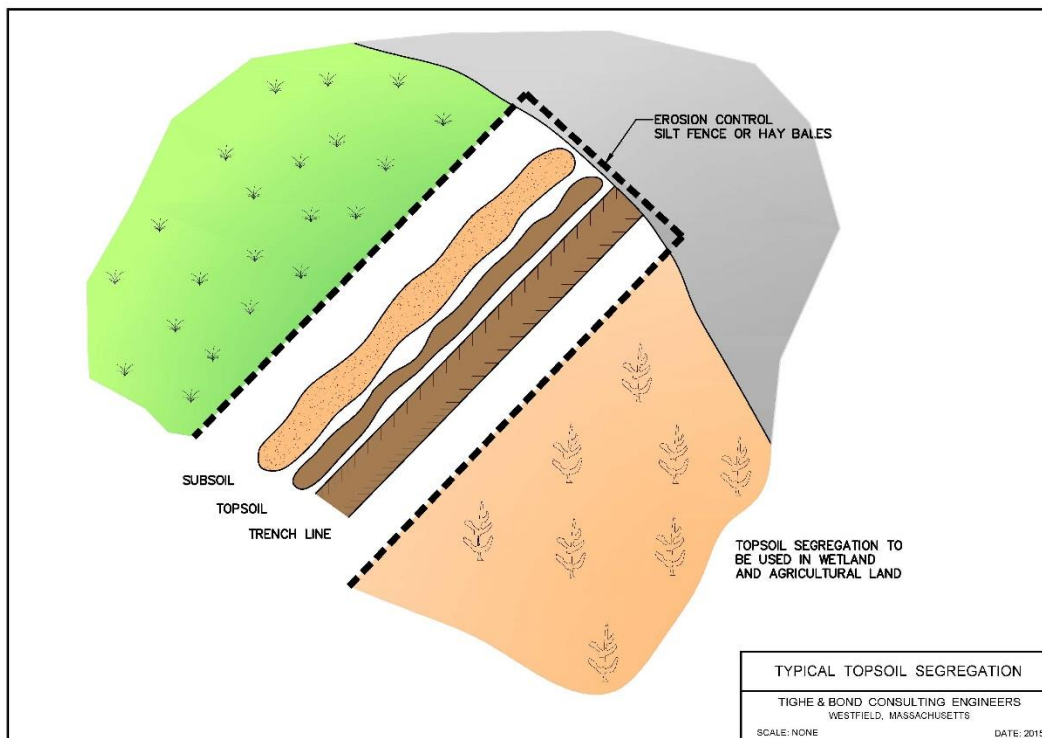 EROSION CONTROL
SILT FENCE OR HAY BALES
SUBSOIL
TOPSOIL
TRENCH LINE
TOPSOIL SEGREGATION TO
BE USED IN WETLAND
AND AGRICULTURAL LAND
TYPICAL TOPSOIL SEGREGATION
TIGHE & BOND CONSULTING ENGINEERS
WESTFIELD, MASSACHUSETTS
SCALE: NONE DATE: 2015